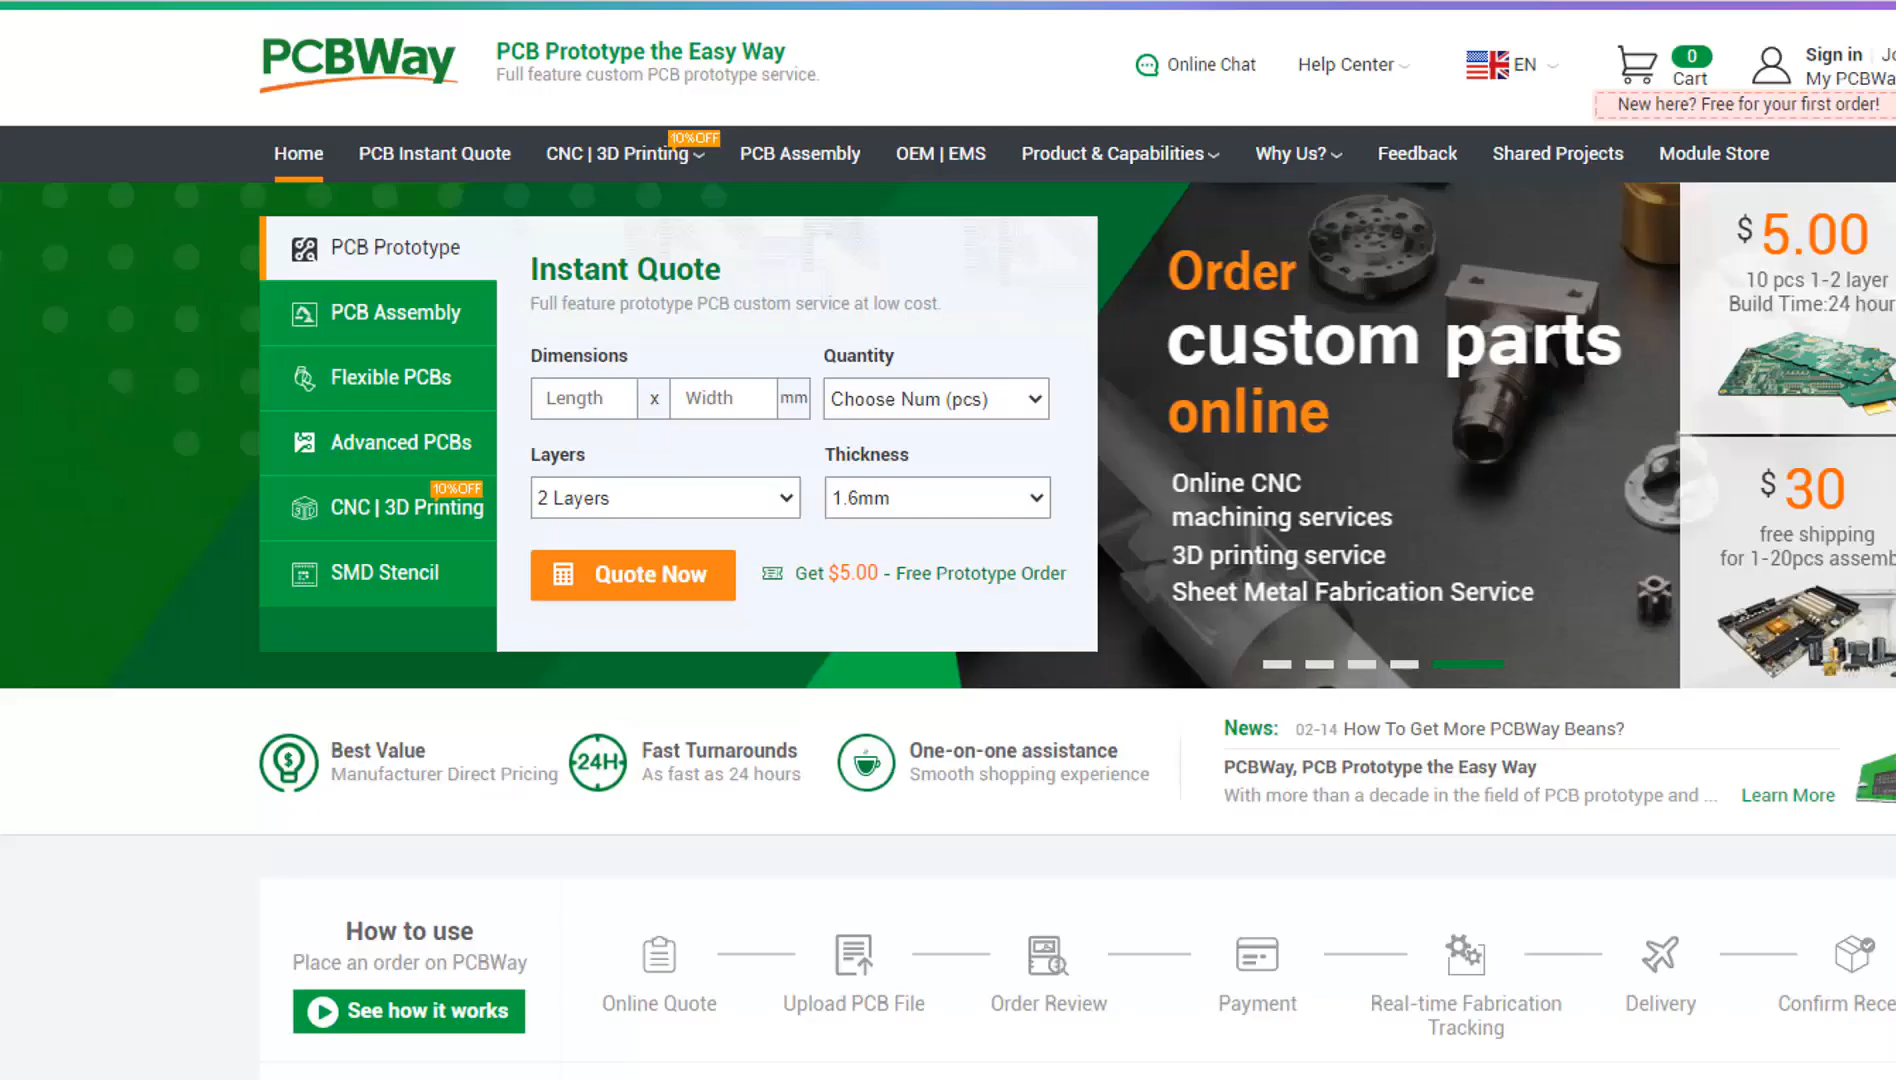 PCBWay
PCB Prototype the Easy Way
Full feature custom PCB prototype service.
Online Chat
Help Center
EN
0
Cart
Sign in
My PCBWa
New here? Free for your first order!
Home
PCB Instant Quote
CNC | 3D Printing
10%OFF
PCB Assembly
OEM | EMS
Product & Capabilities
Why Us?
Feedback
Shared Projects
Module Store
PCB Prototype
PCB Assembly
Flexible PCBs
Advanced PCBs
10%OFF
CNC | 3D Printing
SMD Stencil
Instant Quote
Full feature prototype PCB custom service at low cost.
Dimensions
Quantity
Length x Width mm
Choose Num (pcs)
Layers
Thickness
2 Layers
1.6mm
Quote Now
Get $5.00 - Free Prototype Order
Order
custom parts
online
Online CNC
machining services
3D printing service
Sheet Metal Fabrication Service
$ 5.00
10 pcs 1-2 layer
Build Time:24 hour
$ 30
free shipping
for 1-20pcs assemb
Best Value
Manufacturer Direct Pricing
24H
Fast Turnarounds
As fast as 24 hours
One-on-one assistance
Smooth shopping experience
News: 02-14 How To Get More PCBWay Beans?
PCBWay, PCB Prototype the Easy Way
With more than a decade in the field of PCB prototype and ... Learn More
How to use
Place an order on PCBWay
See how it works
Online Quote
Upload PCB File
Order Review
Payment
Real-time Fabrication
Tracking
Delivery
Confirm Rece